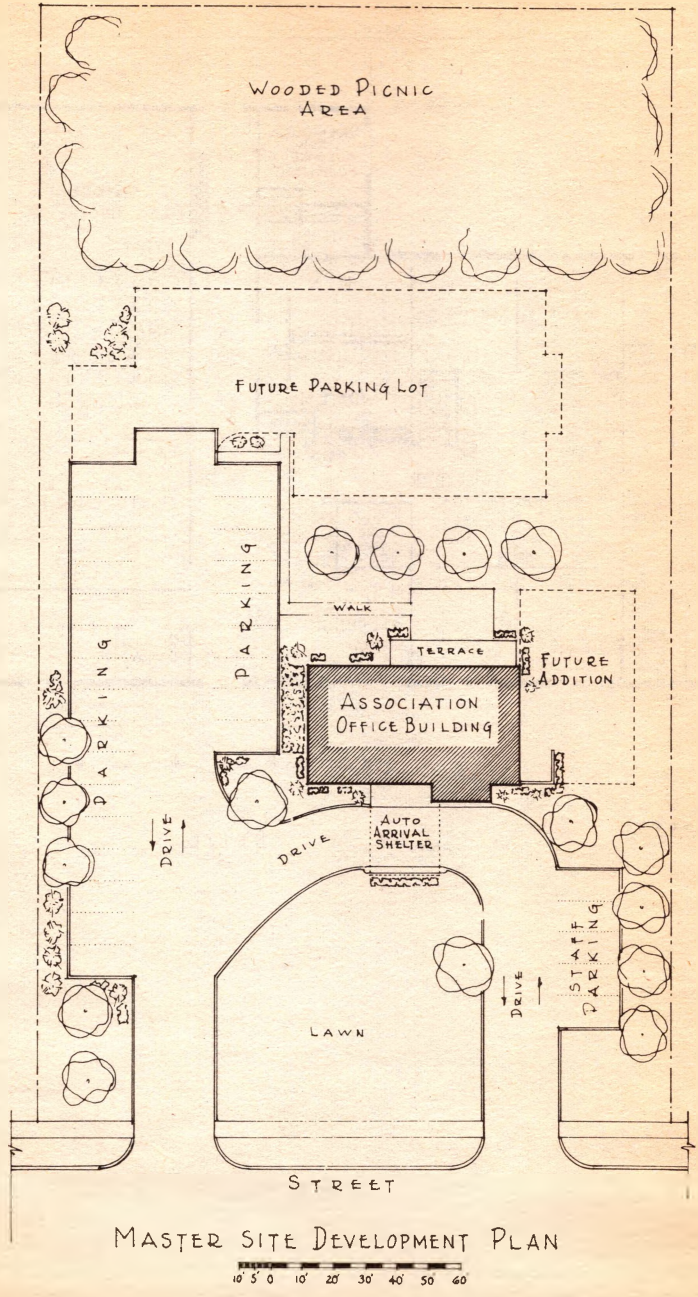 WOODED PICNIC
AREA
FUTURE PARKING LOT
PARKING
PARKING
WALK
TERRACE
FUTURE
ADDITION
ASSOCIATION
OFFICE BUILDING
AUTO
ARRIVAL
SHELTER
DRIVE
DRIVE
STAFF
PARKING
DRIVE
LAWN
STREET
MASTER SITE DEVELOPMENT PLAN
10' 5' 0 10' 20' 30' 40' 50' 60'